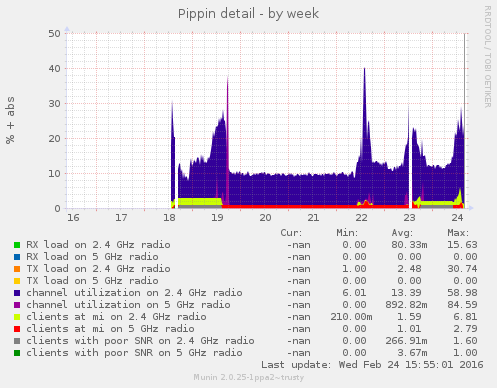 Pippin detail - by week
RRDTOOL / TOBI OETIKER
% + abs
50
40
30
20
10
0
16 17 18 19 20 21 22 23 24
Cur: Min: Avg: Max:
RX load on 2.4 GHz radio -nan 0.00 80.33m 15.63
RX load on 5 GHz radio -nan 0.00 0.00 0.00
TX load on 2.4 GHz radio -nan 1.00 2.48 30.74
TX load on 5 GHz radio -nan 0.00 0.00 0.00
channel utilization on 2.4 GHz radio -nan 6.01 13.39 58.98
channel utilization on 5 GHz radio -nan 0.00 892.82m 84.59
clients at mi on 2.4 GHz radio -nan 210.00m 1.59 6.81
clients at mi on 5 GHz radio -nan 0.00 1.01 2.79
clients with poor SNR on 2.4 GHz radio -nan 0.00 266.91m 1.60
clients with poor SNR on 5 GHz radio -nan 0.00 3.67m 1.00
Last update: Wed Feb 24 15:55:01 2016
Munin 2.0.25-1ppa2~trusty